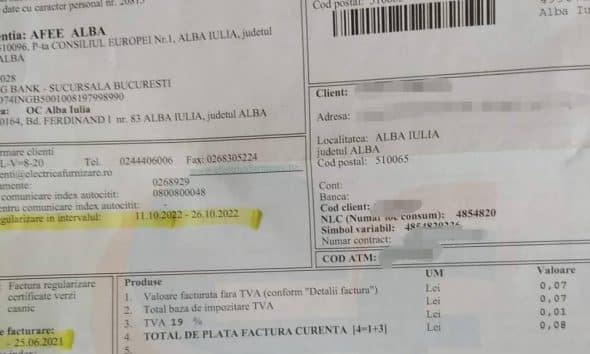 date cu caracter personal nr. 20815
entia: AFEE ALBA
510096, P-ta CONSILIUL EUROPEI Nr.1, ALBA IULIA, judetul
ALBA
028
G BANK - SUCURSALA BUCURESTI
074INGB5001008197998990
a: OC Alba Iulia
0164, Bd. FERDINAND I nr. 83 ALBA IULIA, judetul ALBA
rmare clienti
L-V=8-20 Tel. 0244406006 Fax: 0268305224
enti@electricafurnizare.ro
amente: 0268929
comunicare index autocitit: 0800800048
entru comunicare index autocitit: -
gularizare in intervalul: 11.10.2022 - 26.10.2022
Factura regularizare
certificate verzi
casnic
e facturare:
- 25.06.2021
Cod postal:
Alba Iu
Client:
Adresa:
Localitatea: ALBA IULIA
judetul ALBA
Cod postal: 510065
Cont:
Banca:
Cod client:
NLC (Numar loc consum): 4854820
Simbol variabil:
Numar contract:
COD ATM:
Produse UM Valoare
1. Valoare facturata fara TVA (conform "Detalii factura") Lei 0,07
2. Total baza de impozitare TVA Lei 0,07
3. TVA 19 % Lei 0,01
4. TOTAL DE PLATA FACTURA CURENTA [4=1+3] Lei 0,08
5.